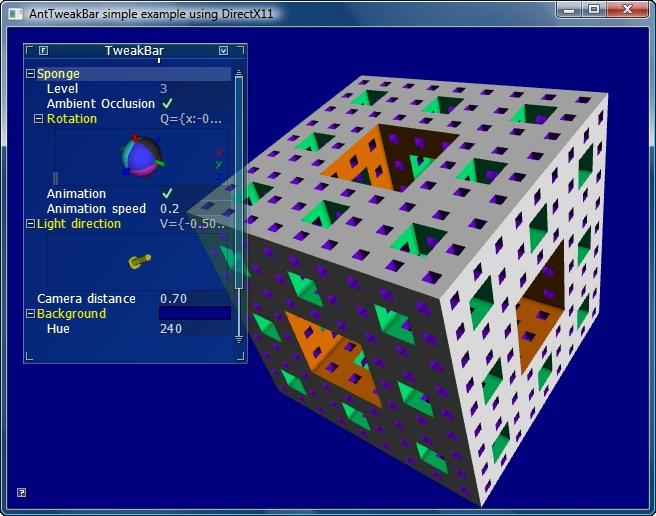 AntTweakBar simple example using DirectX11
F TweakBar V
Sponge
Level 3
Ambient Occlusion ✓
Rotation Q={x:-0...
x
y
z
Animation ✓
Animation speed 0.2
Light direction V={-0.50..
Camera distance 0.70
Background
Hue 240
?